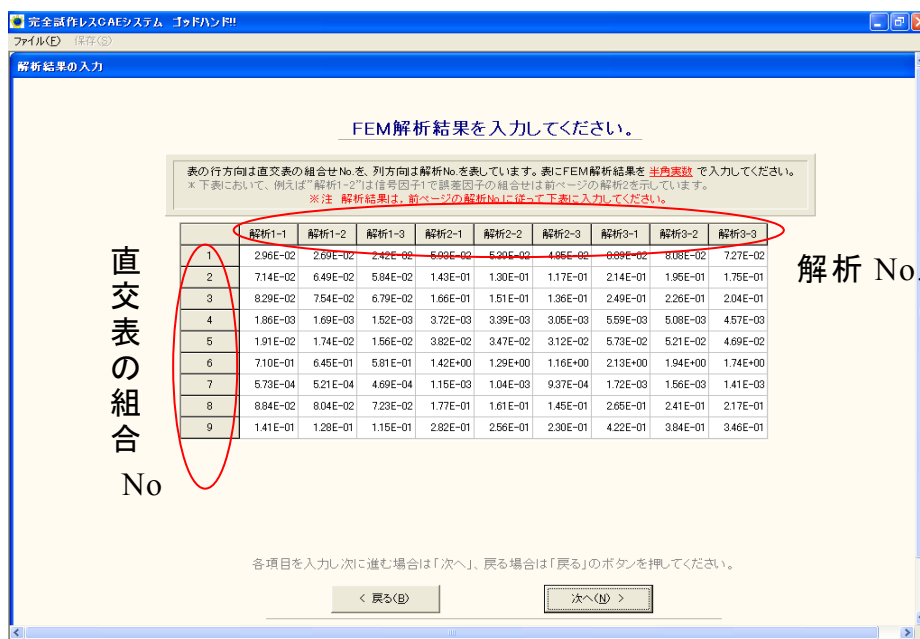 完全試作レスCAEシステム ゴッドハンド!!
ファイル(F) 保存(S)
解析結果の入力
FEM解析結果を入力してください。
表の行方向は直交表の組合せNo.を、列方向は解析No.を表しています。表にFEM解析結果を 半角実数 で入力してください。
* 下表において、例えば"解析1-2"は信号因子1で誤差因子の組合せは前ページの解析2を示しています。
※注 解析結果は、前ページの解析No.に従って下表に入力してください。
解析1-1 解析1-2 解析1-3 解析2-1 解析2-2 解析2-3 解析3-1 解析3-2 解析3-3
1 2.96E-02 2.69E-02 2.42E-02 5.93E-02 5.39E-02 4.85E-02 8.89E-02 8.08E-02 7.27E-02
2 7.14E-02 6.49E-02 5.84E-02 1.43E-01 1.30E-01 1.17E-01 2.14E-01 1.95E-01 1.75E-01
3 8.29E-02 7.54E-02 6.79E-02 1.66E-01 1.51E-01 1.36E-01 2.49E-01 2.26E-01 2.04E-01
4 1.86E-03 1.69E-03 1.52E-03 3.72E-03 3.39E-03 3.05E-03 5.59E-03 5.08E-03 4.57E-03
5 1.91E-02 1.74E-02 1.56E-02 3.82E-02 3.47E-02 3.12E-02 5.73E-02 5.21E-02 4.69E-02
6 7.10E-01 6.45E-01 5.81E-01 1.42E+00 1.29E+00 1.16E+00 2.13E+00 1.94E+00 1.74E+00
7 5.73E-04 5.21E-04 4.69E-04 1.15E-03 1.04E-03 9.37E-04 1.72E-03 1.56E-03 1.41E-03
8 8.84E-02 8.04E-02 7.23E-02 1.77E-01 1.61E-01 1.45E-01 2.65E-01 2.41E-01 2.17E-01
9 1.41E-01 1.28E-01 1.15E-01 2.82E-01 2.56E-01 2.30E-01 4.22E-01 3.84E-01 3.46E-01
直交表の組合
No
解析 No.
各項目を入力し次に進む場合は「次へ」、戻る場合は「戻る」のボタンを押してください。
< 戻る(B) 次へ(N) >